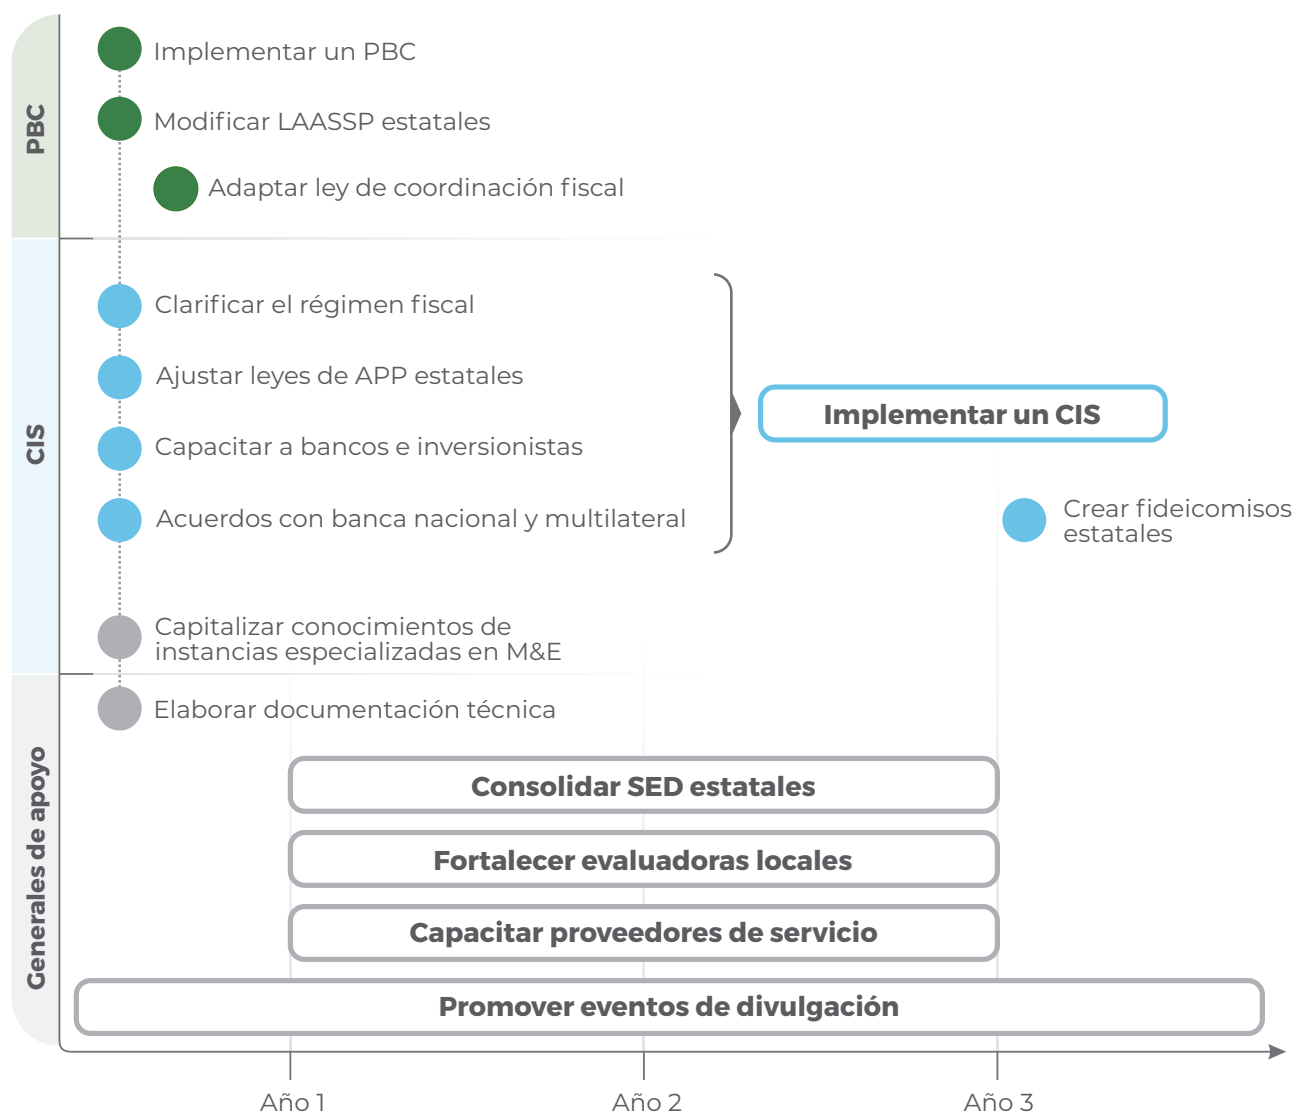 PBC
Implementar un PBC
Modificar LAASSP estatales
Adaptar ley de coordinación fiscal
CIS
Clarificar el régimen fiscal
Ajustar leyes de APP estatales
Capacitar a bancos e inversionistas
Acuerdos con banca nacional y multilateral
Implementar un CIS
Crear fideicomisos
estatales
Capitalizar conocimientos de
instancias especializadas en M&E
Generales de apoyo
Elaborar documentación técnica
Consolidar SED estatales
Fortalecer evaluadoras locales
Capacitar proveedores de servicio
Promover eventos de divulgación
Año 1
Año 2
Año 3